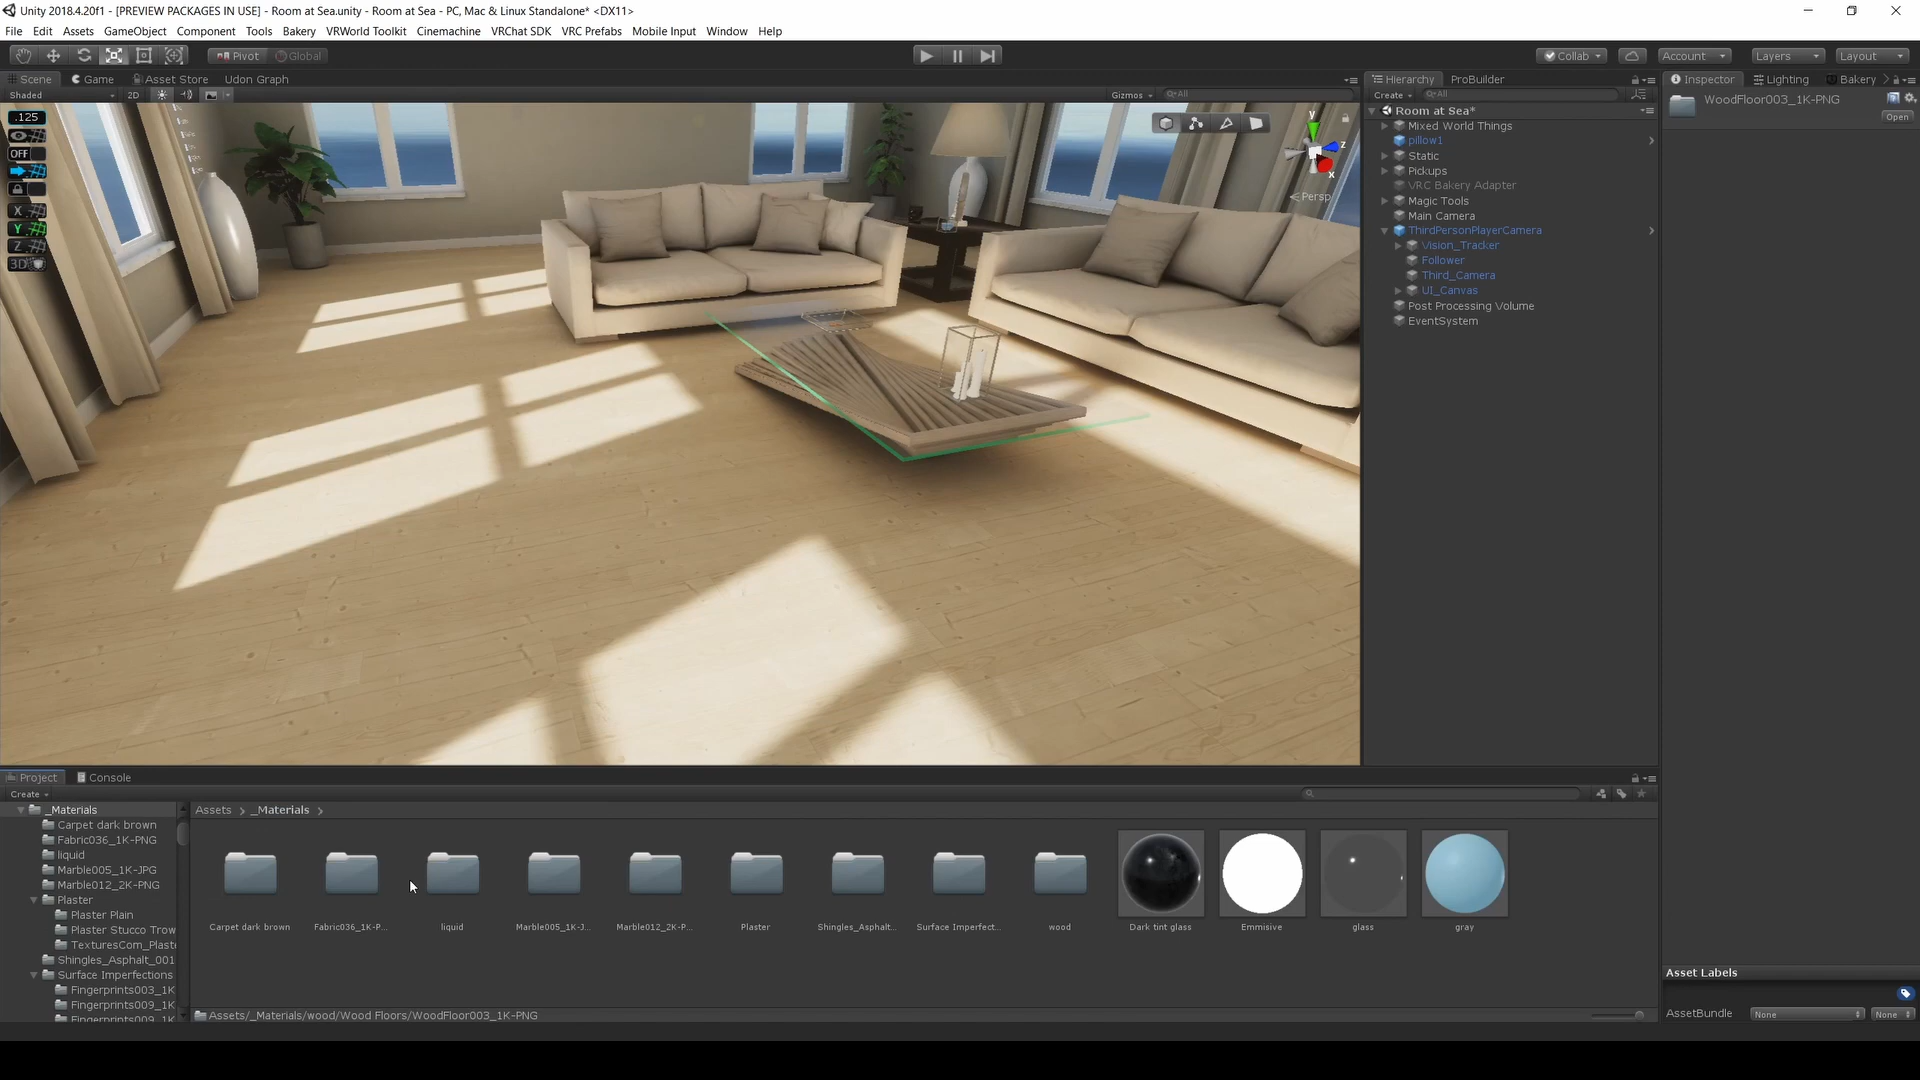 Unity 2018.4.20f1 - [PREVIEW PACKAGES IN USE] - Room at Sea.unity - Room at Sea - PC, Mac & Linux Standalone* <DX11>
File Edit Assets GameObject Component Tools Bakery VRWorld Toolkit Cinemachine VRChat SDK VRC Prefabs Mobile Input Window Help
Pivot Global Collab Account Layers Layout
Scene Game Asset Store Udon Graph
Shaded 2D Gizmos All
.125
OFF
X
Y
Z
3D
y
z
x
Persp
Hierarchy ProBuilder
Create All
Room at Sea*
Mixed World Things
pillow1
Static
Pickups
VRC Bakery Adapter
Magic Tools
Main Camera
ThirdPersonPlayerCamera
Vision_Tracker
Follower
Third_Camera
UI_Canvas
Post Processing Volume
EventSystem
Inspector Lighting Bakery
WoodFloor003_1K-PNG
Open
Project Console
Create
_Materials
Carpet dark brown
Fabric036_1K-PNG
liquid
Marble005_1K-JPG
Marble012_2K-PNG
Plaster
Plaster Plain
Plaster Stucco Trow
TexturesCom_Plaste
Shingles_Asphalt_001
Surface Imperfections
Fingerprints003_1K
Fingerprints009_1K
Fingerprints009_1K
Assets > _Materials >
Carpet dark brown
Fabric036_1K-P...
liquid
Marble005_1K-J...
Marble012_2K-P...
Plaster
Shingles_Asphalt...
Surface Imperfect...
wood
Dark tint glass
Emmisive
glass
gray
Assets/_Materials/wood/Wood Floors/WoodFloor003_1K-PNG
Asset Labels
AssetBundle None None